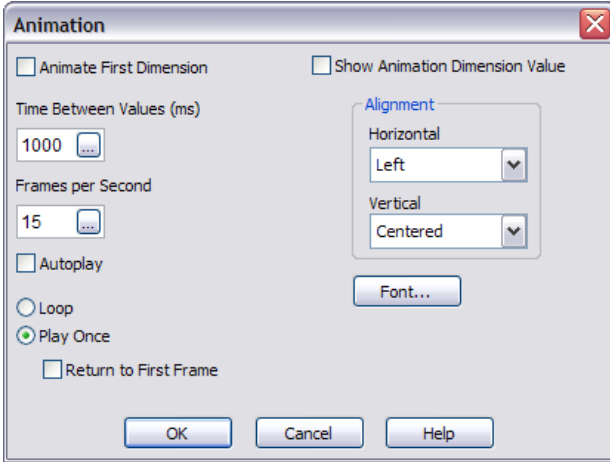 Animation
Animate First Dimension
Show Animation Dimension Value
Time Between Values (ms)
1000 ...
Frames per Second
15 ...
Autoplay
Loop
Play Once
Return to First Frame
Alignment
Horizontal
Left
Vertical
Centered
Font...
OK
Cancel
Help